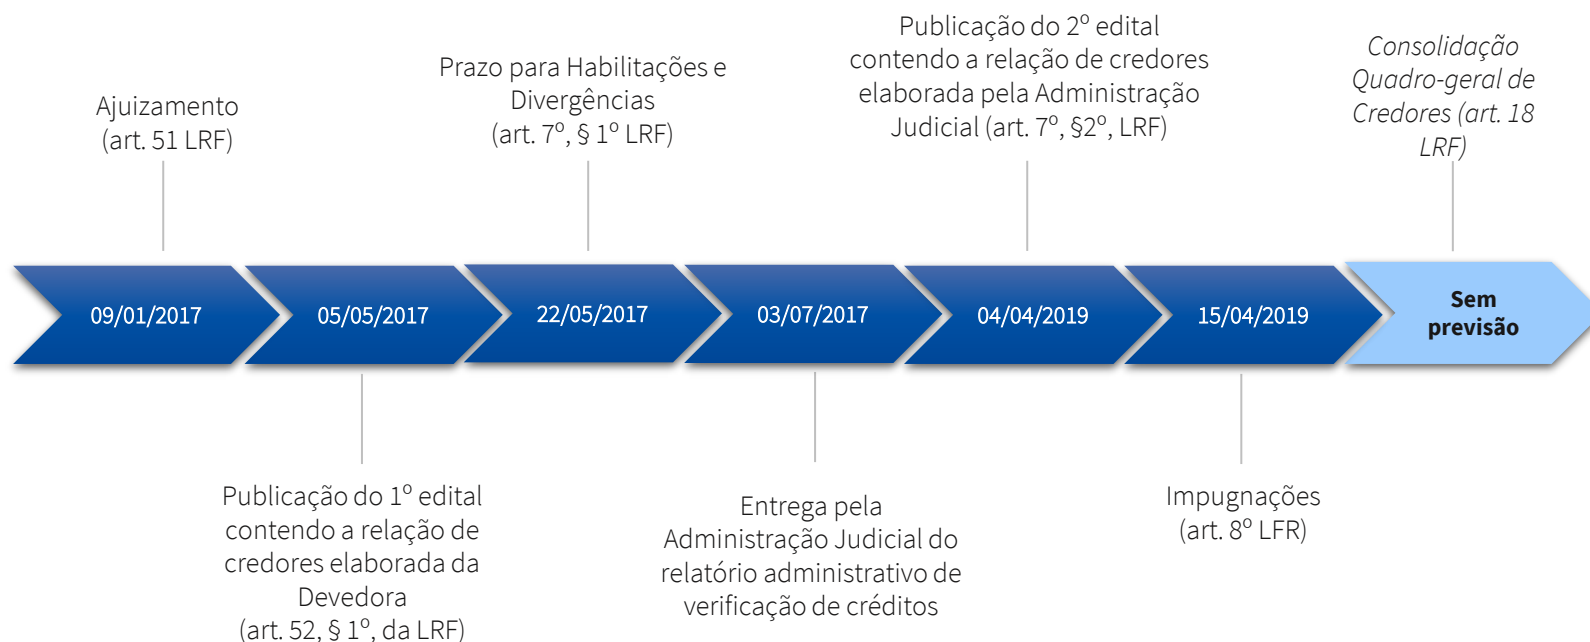 Ajuizamento
(art. 51 LRF)
Prazo para Habilitações e
Divergências
(art. 7º, § 1º LRF)
Publicação do 2º edital
contendo a relação de credores
elaborada pela Administração
Judicial (art. 7º, §2º, LRF)
Consolidação
Quadro-geral de
Credores (art. 18
LRF)
09/01/2017
05/05/2017
22/05/2017
03/07/2017
04/04/2019
15/04/2019
Sem
previsão
Publicação do 1º edital
contendo a relação de
credores elaborada da
Devedora
(art. 52, § 1º, da LRF)
Entrega pela
Administração Judicial do
relatório administrativo de
verificação de créditos
Impugnações
(art. 8º LFR)